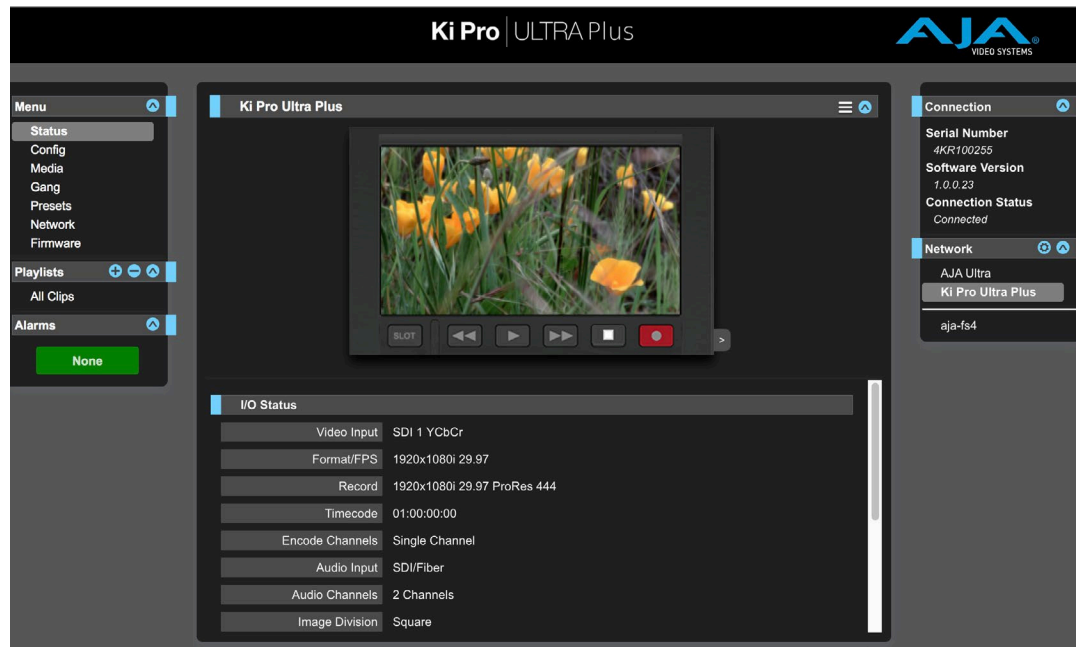 Ki Pro ULTRA Plus
AJA®
VIDEO SYSTEMS
Menu
Status
Config
Media
Gang
Presets
Network
Firmware
Playlists
All Clips
Alarms
None
Ki Pro Ultra Plus
SLOT
>
I/O Status
Video Input SDI 1 YCbCr
Format/FPS 1920x1080i 29.97
Record 1920x1080i 29.97 ProRes 444
Timecode 01:00:00:00
Encode Channels Single Channel
Audio Input SDI/Fiber
Audio Channels 2 Channels
Image Division Square
Connection
Serial Number
4KR100255
Software Version
1.0.0.23
Connection Status
Connected
Network
AJA Ultra
Ki Pro Ultra Plus
aja-fs4